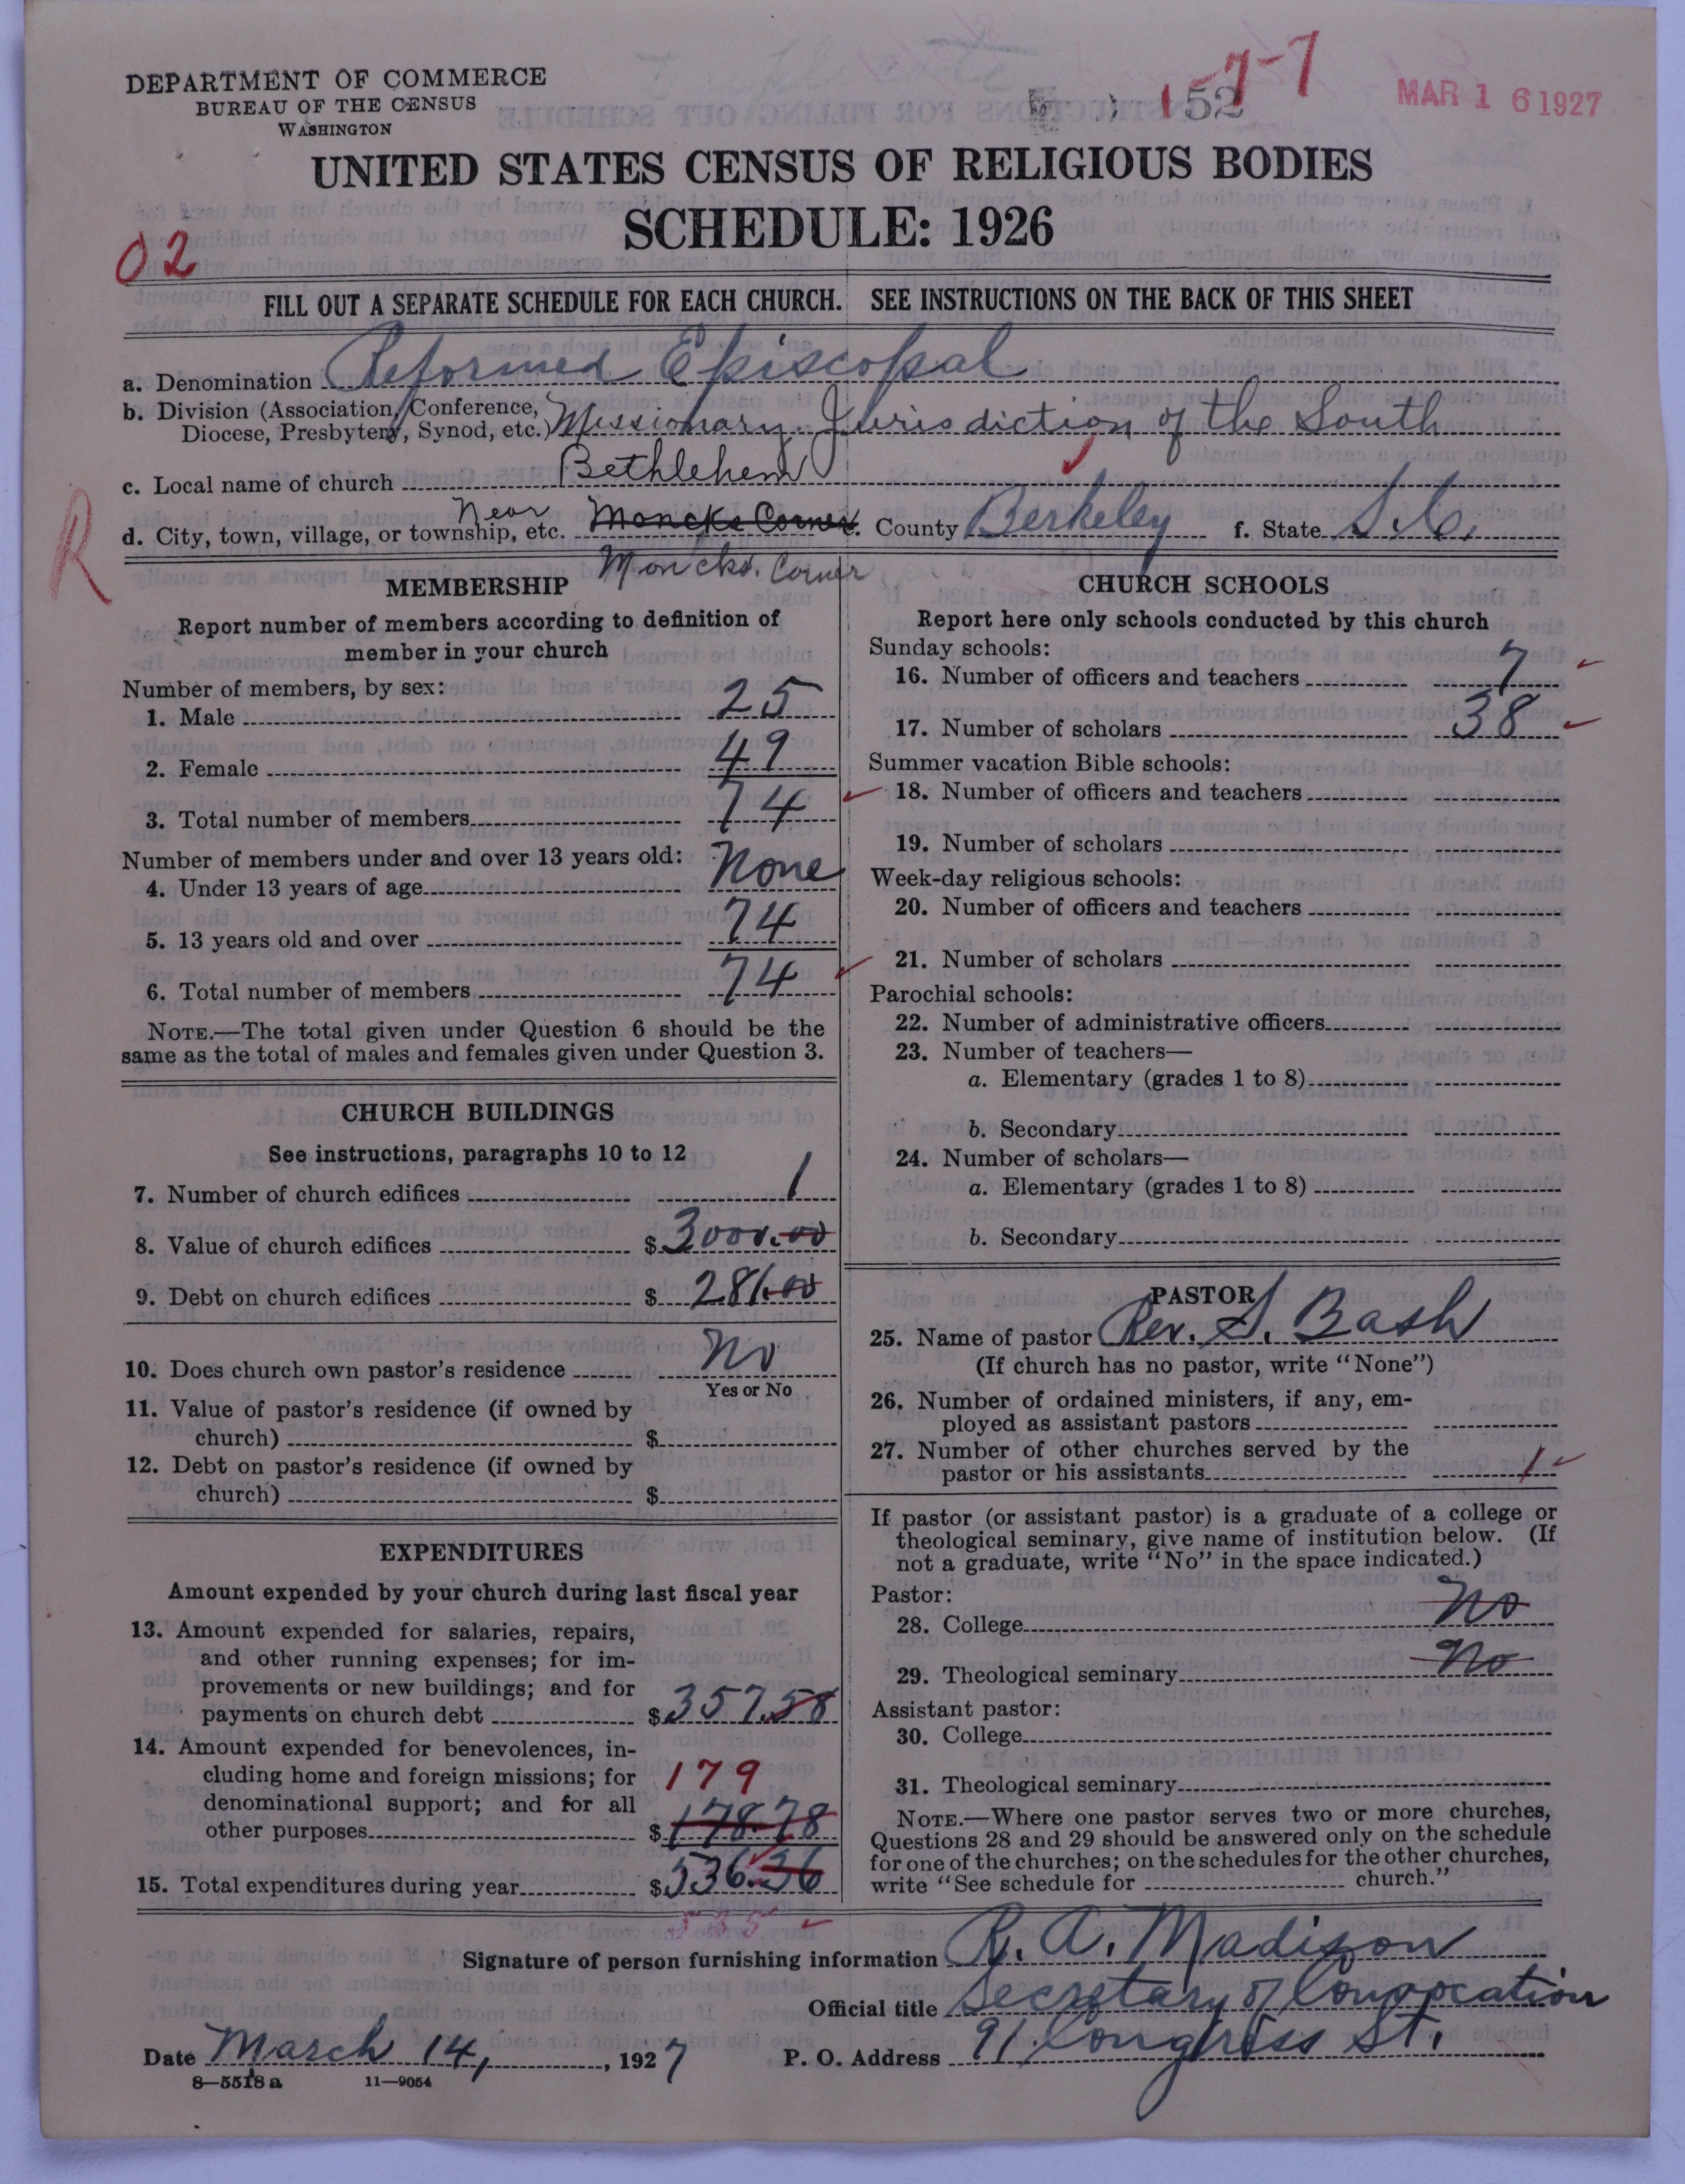 DEPARTMENT OF COMMERCE
BUREAU OF THE CENSUS
WASHINGTON
152
7-7
MAR 16 1927
UNITED STATES CENSUS OF RELIGIOUS BODIES
SCHEDULE: 1926
02
FILL OUT A SEPARATE SCHEDULE FOR EACH CHURCH. SEE INSTRUCTIONS ON THE BACK OF THIS SHEET
a. Denomination Reformed Episcopal
b. Division (Association, Conference, Diocese, Presbytery, Synod, etc.) Missionary Jurisdiction of the South
c. Local name of church Bethlehem
R
d. City, town, village, or township, etc. Near Moncks Corner e. County Berkeley f. State S.C.
Moncks. Corner
MEMBERSHIP
Report number of members according to definition of
member in your church
Number of members, by sex:
1. Male 25
2. Female 49
3. Total number of members 74
Number of members under and over 13 years old:
4. Under 13 years of age None
5. 13 years old and over 74
6. Total number of members 74
NOTE.—The total given under Question 6 should be the
same as the total of males and females given under Question 3.
CHURCH BUILDINGS
See instructions, paragraphs 10 to 12
7. Number of church edifices 1
8. Value of church edifices $ 3000.00
9. Debt on church edifices $ 281.00
10. Does church own pastor's residence No
Yes or No
11. Value of pastor's residence (if owned by
church) $
12. Debt on pastor's residence (if owned by
church) $
EXPENDITURES
Amount expended by your church during last fiscal year
13. Amount expended for salaries, repairs,
and other running expenses; for im-
provements or new buildings; and for
payments on church debt $ 357.58
14. Amount expended for benevolences, in-
cluding home and foreign missions; for 179
denominational support; and for all
other purposes $ 178.78
15. Total expenditures during year $ 536.36
CHURCH SCHOOLS
Report here only schools conducted by this church
Sunday schools:
16. Number of officers and teachers 7
17. Number of scholars 38
Summer vacation Bible schools:
18. Number of officers and teachers
19. Number of scholars
Week-day religious schools:
20. Number of officers and teachers
21. Number of scholars
Parochial schools:
22. Number of administrative officers
23. Number of teachers—
a. Elementary (grades 1 to 8)
b. Secondary
24. Number of scholars—
a. Elementary (grades 1 to 8)
b. Secondary
PASTOR
25. Name of pastor Rev. S. Bash
(If church has no pastor, write "None")
26. Number of ordained ministers, if any, em-
ployed as assistant pastors
27. Number of other churches served by the
pastor or his assistants 1
If pastor (or assistant pastor) is a graduate of a college or
theological seminary, give name of institution below. (If
not a graduate, write "No" in the space indicated.)
Pastor:
28. College No
29. Theological seminary No
Assistant pastor:
30. College
31. Theological seminary
NOTE.—Where one pastor serves two or more churches,
Questions 28 and 29 should be answered only on the schedule
for one of the churches; on the schedules for the other churches,
write "See schedule for church."
Signature of person furnishing information R. A. Madison
Official title Secretary of Convocation
Date March 14, 1927 P. O. Address 91 Congress St.
8—5518 a 11—9054